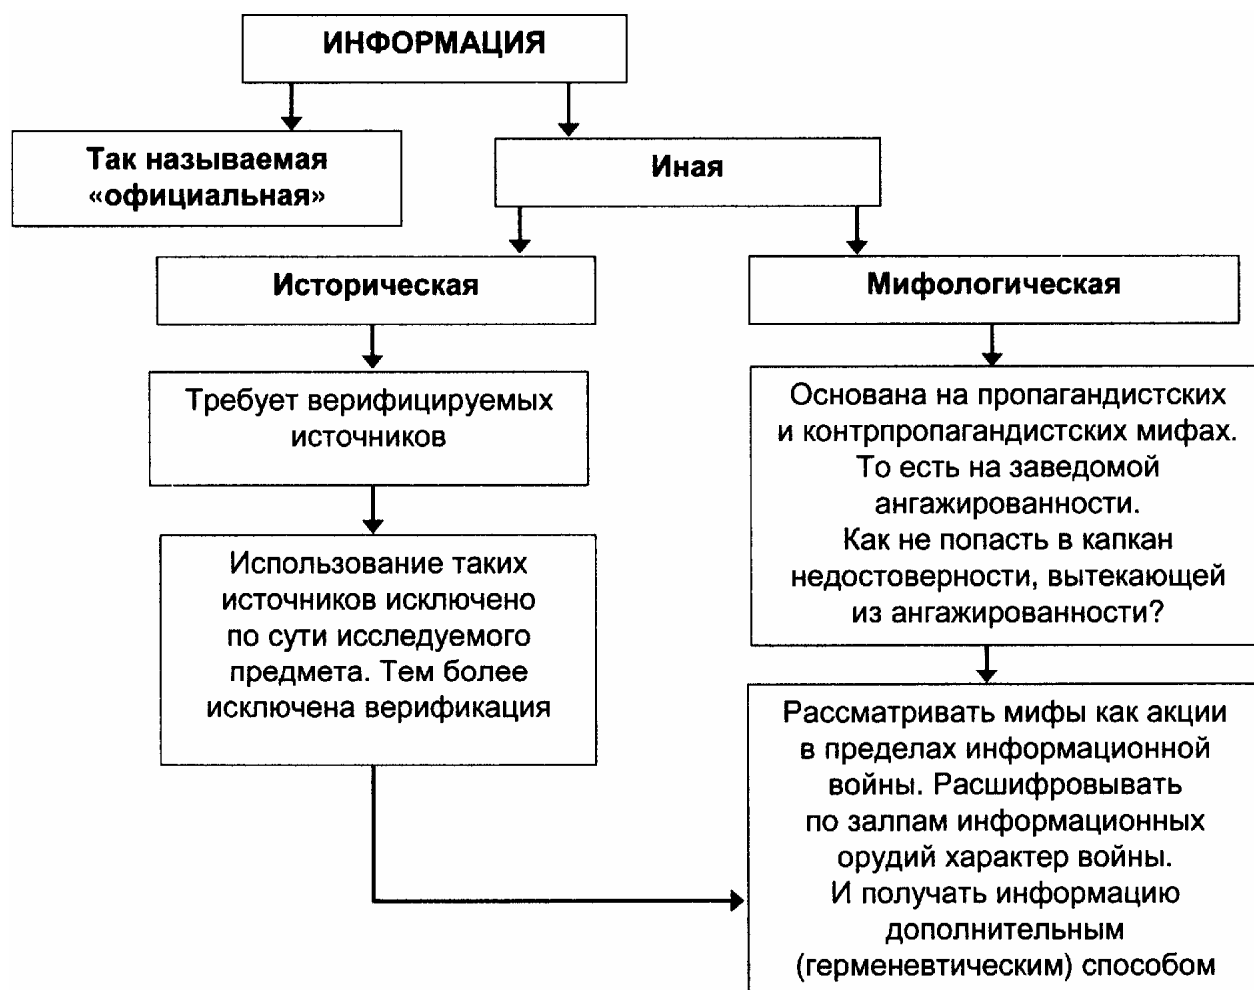 ИНФОРМАЦИЯ
Так называемая
«официальная»
Иная
Историческая
Мифологическая
Требует верифицируемых
источников
Основана на пропагандистских
и контрпропагандистских мифах.
То есть на заведомой
ангажированности.
Как не попасть в капкан
недостоверности, вытекающей
из ангажированности?
Использование таких
источников исключено
по сути исследуемого
предмета. Тем более
исключена верификация
Рассматривать мифы как акции
в пределах информационной
войны. Расшифровывать
по залпам информационных
орудий характер войны.
И получать информацию
дополнительным
(герменевтическим) способом